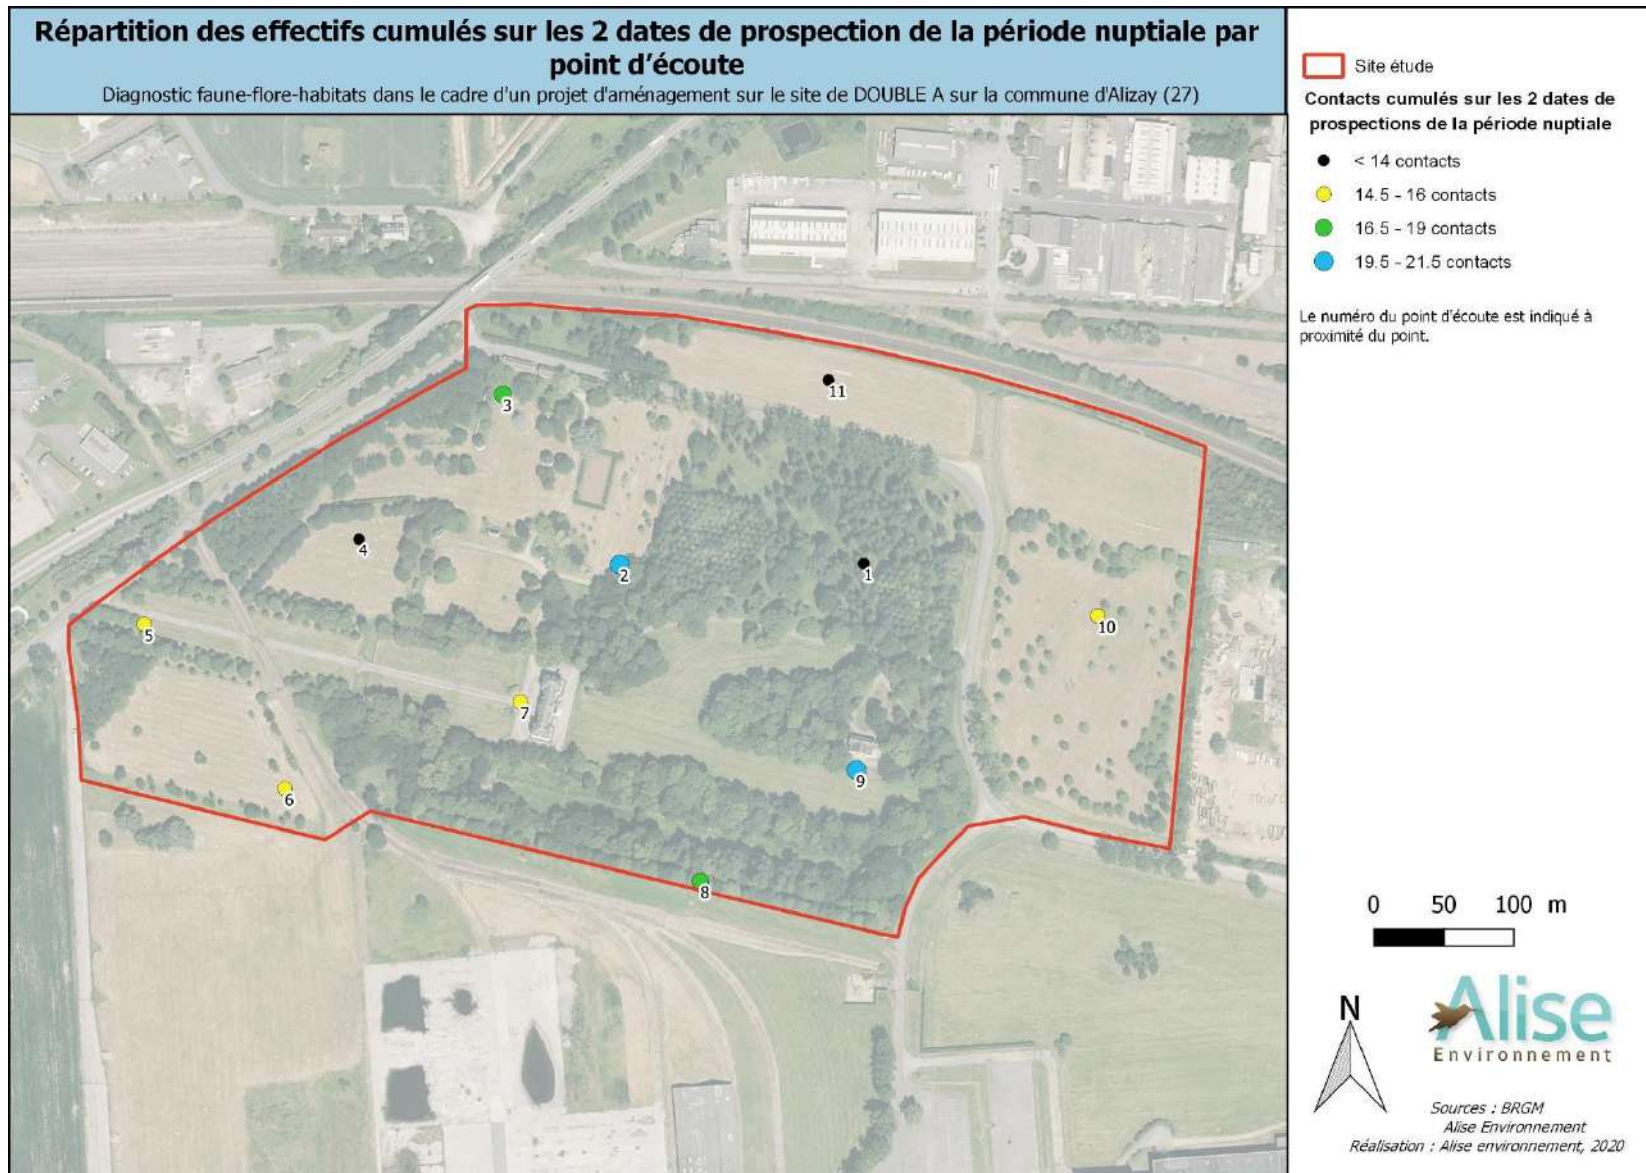 Répartition des effectifs cumulés sur les 2 dates de prospection de la période nuptiale par
point d'écoute
Diagnostic faune-flore-habitats dans le cadre d'un projet d'aménagement sur le site de DOUBLE A sur la commune d'Alizay (27)
Site étude
Contacts cumulés sur les 2 dates de
prospections de la période nuptiale
< 14 contacts
14.5 - 16 contacts
16.5 - 19 contacts
19.5 - 21.5 contacts
Le numéro du point d'écoute est indiqué à
proximité du point.
11
3
4
2
1
5
10
7
9
6
8
0 50 100 m
N
Alise
Environnement
Sources : BRGM
Alise Environnement
Réalisation : Alise environnement, 2020